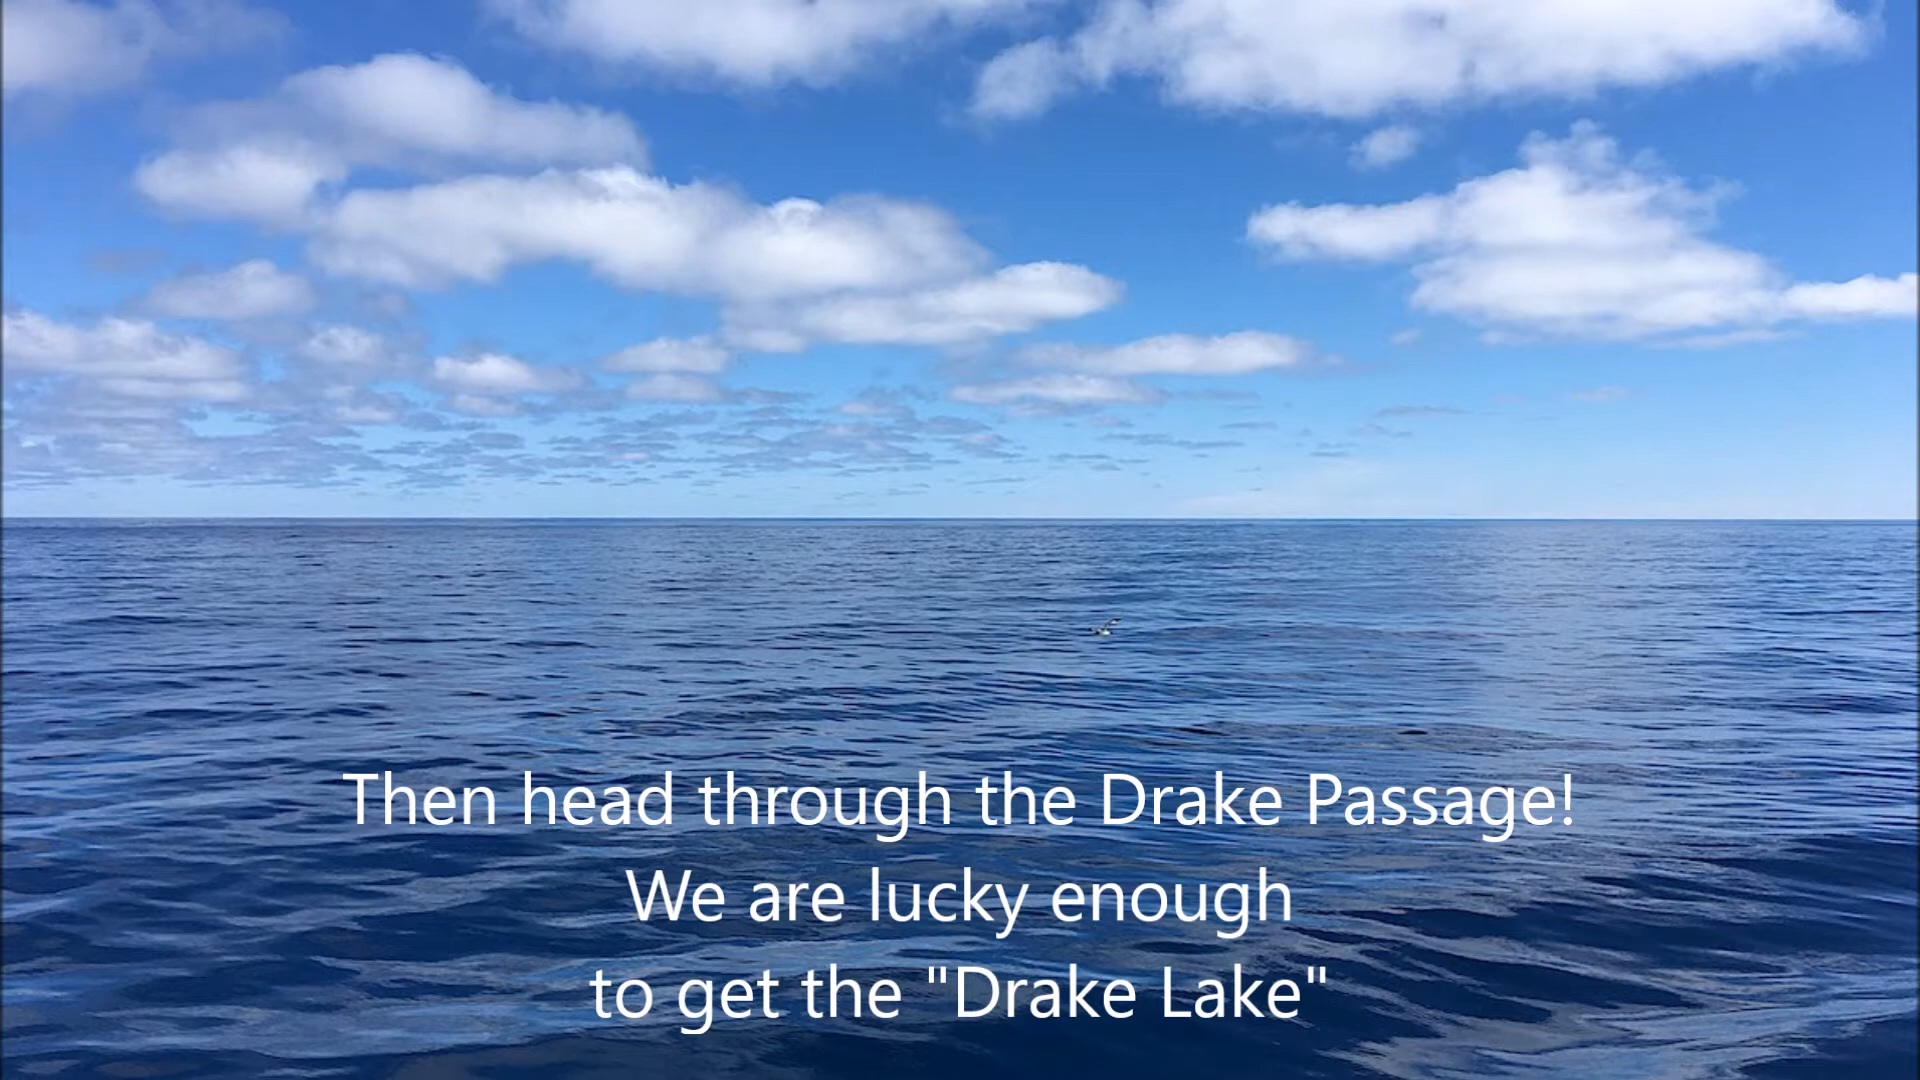 Then head through the Drake Passage!
We are lucky enough
to get the "Drake Lake"